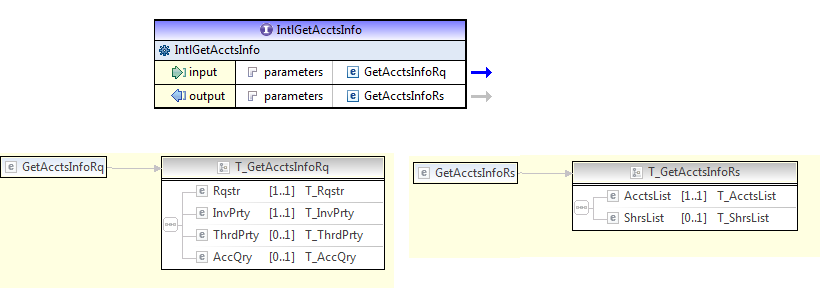 IntlGetAcctsInfo
IntlGetAcctsInfo
input parameters GetAcctsInfoRq
output parameters GetAcctsInfoRs
GetAcctsInfoRq
T_GetAcctsInfoRq
Rqstr [1..1] T_Rqstr
InvPrty [1..1] T_InvPrty
ThrdPrty [0..1] T_ThrdPrty
AccQry [0..1] T_AccQry
GetAcctsInfoRs
T_GetAcctsInfoRs
AcctsList [1..1] T_AcctsList
ShrsList [0..1] T_ShrsList